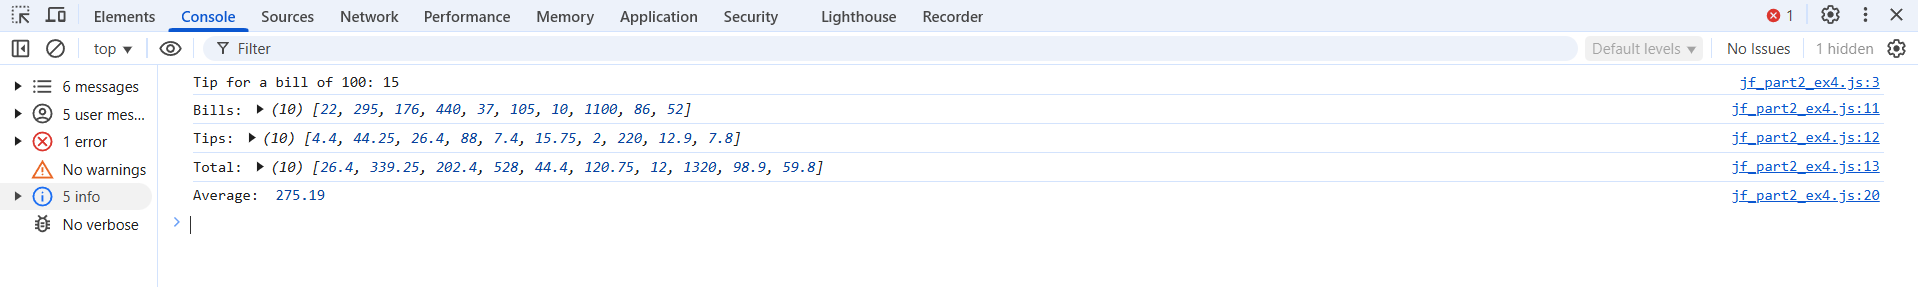 Elements Console Sources Network Performance Memory Application Security Lighthouse Recorder 1
top Filter Default levels No Issues 1 hidden
6 messages
5 user mes...
1 error
No warnings
5 info
No verbose
Tip for a bill of 100: 15 jf_part2_ex4.js:3
Bills: (10) [22, 295, 176, 440, 37, 105, 10, 1100, 86, 52] jf_part2_ex4.js:11
Tips: (10) [4.4, 44.25, 26.4, 88, 7.4, 15.75, 2, 220, 12.9, 7.8] jf_part2_ex4.js:12
Total: (10) [26.4, 339.25, 202.4, 528, 44.4, 120.75, 12, 1320, 98.9, 59.8] jf_part2_ex4.js:13
Average: 275.19 jf_part2_ex4.js:20